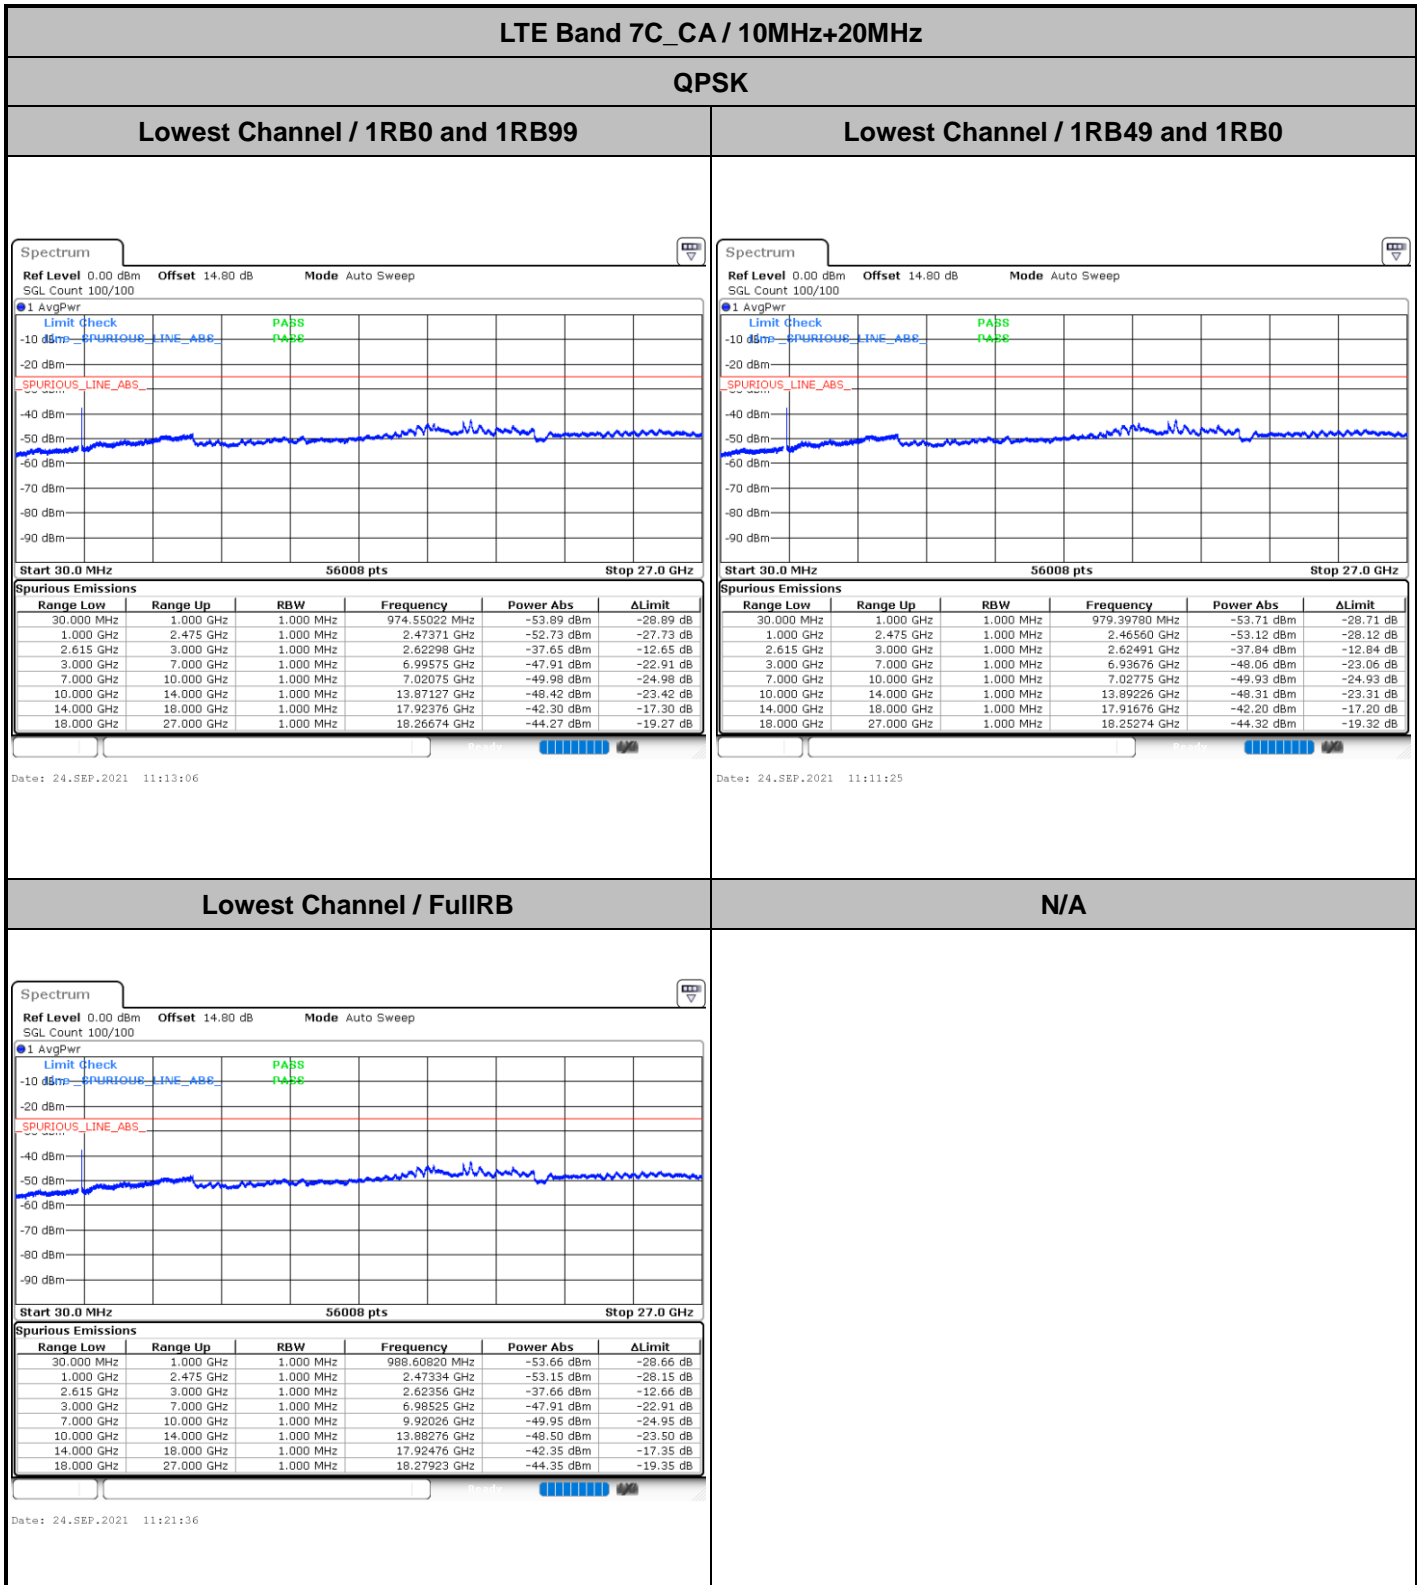 LTE Band 7C_CA / 10MHz+20MHz
QPSK
Lowest Channel / 1RB0 and 1RB99
Spectrum
Ref Level 0.00 dBm Offset 14.80 dB Mode Auto Sweep
SGL Count 100/100
1 AvgPwr
Limit Check PASS
-10 dBm Line _SPURIOUS_LINE_ABS_ PASS
-20 dBm
_SPURIOUS_LINE_ABS_
-40 dBm
-50 dBm
-60 dBm
-70 dBm
-80 dBm
-90 dBm
Start 30.0 MHz 56008 pts Stop 27.0 GHz
Spurious Emissions
Range Low Range Up RBW Frequency Power Abs ΔLimit
30.000 MHz 1.000 GHz 1.000 MHz 974.55022 MHz -53.89 dBm -28.89 dB
1.000 GHz 2.475 GHz 1.000 MHz 2.47371 GHz -52.73 dBm -27.73 dB
2.615 GHz 3.000 GHz 1.000 MHz 2.62298 GHz -37.65 dBm -12.65 dB
3.000 GHz 7.000 GHz 1.000 MHz 6.99575 GHz -47.91 dBm -22.91 dB
7.000 GHz 10.000 GHz 1.000 MHz 7.02075 GHz -49.98 dBm -24.98 dB
10.000 GHz 14.000 GHz 1.000 MHz 13.87127 GHz -48.42 dBm -23.42 dB
14.000 GHz 18.000 GHz 1.000 MHz 17.92376 GHz -42.30 dBm -17.30 dB
18.000 GHz 27.000 GHz 1.000 MHz 18.26674 GHz -44.27 dBm -19.27 dB
Ready
Date: 24.SEP.2021 11:13:06
Lowest Channel / 1RB49 and 1RB0
Spectrum
Ref Level 0.00 dBm Offset 14.80 dB Mode Auto Sweep
SGL Count 100/100
1 AvgPwr
Limit Check PASS
-10 dBm Line _SPURIOUS_LINE_ABS_ PASS
-20 dBm
_SPURIOUS_LINE_ABS_
-40 dBm
-50 dBm
-60 dBm
-70 dBm
-80 dBm
-90 dBm
Start 30.0 MHz 56008 pts Stop 27.0 GHz
Spurious Emissions
Range Low Range Up RBW Frequency Power Abs ΔLimit
30.000 MHz 1.000 GHz 1.000 MHz 979.39780 MHz -53.71 dBm -28.71 dB
1.000 GHz 2.475 GHz 1.000 MHz 2.46560 GHz -53.12 dBm -28.12 dB
2.615 GHz 3.000 GHz 1.000 MHz 2.62491 GHz -37.84 dBm -12.84 dB
3.000 GHz 7.000 GHz 1.000 MHz 6.93676 GHz -48.06 dBm -23.06 dB
7.000 GHz 10.000 GHz 1.000 MHz 7.02775 GHz -49.93 dBm -24.93 dB
10.000 GHz 14.000 GHz 1.000 MHz 13.89226 GHz -48.31 dBm -23.31 dB
14.000 GHz 18.000 GHz 1.000 MHz 17.91676 GHz -42.20 dBm -17.20 dB
18.000 GHz 27.000 GHz 1.000 MHz 18.25274 GHz -44.32 dBm -19.32 dB
Ready
Date: 24.SEP.2021 11:11:25
Lowest Channel / FullRB
Spectrum
Ref Level 0.00 dBm Offset 14.80 dB Mode Auto Sweep
SGL Count 100/100
1 AvgPwr
Limit Check PASS
-10 dBm Line _SPURIOUS_LINE_ABS_ PASS
-20 dBm
_SPURIOUS_LINE_ABS_
-40 dBm
-50 dBm
-60 dBm
-70 dBm
-80 dBm
-90 dBm
Start 30.0 MHz 56008 pts Stop 27.0 GHz
Spurious Emissions
Range Low Range Up RBW Frequency Power Abs ΔLimit
30.000 MHz 1.000 GHz 1.000 MHz 988.60820 MHz -53.66 dBm -28.66 dB
1.000 GHz 2.475 GHz 1.000 MHz 2.47334 GHz -53.15 dBm -28.15 dB
2.615 GHz 3.000 GHz 1.000 MHz 2.62356 GHz -37.66 dBm -12.66 dB
3.000 GHz 7.000 GHz 1.000 MHz 6.98525 GHz -47.91 dBm -22.91 dB
7.000 GHz 10.000 GHz 1.000 MHz 9.92026 GHz -49.95 dBm -24.95 dB
10.000 GHz 14.000 GHz 1.000 MHz 13.88276 GHz -48.50 dBm -23.50 dB
14.000 GHz 18.000 GHz 1.000 MHz 17.92476 GHz -42.35 dBm -17.35 dB
18.000 GHz 27.000 GHz 1.000 MHz 18.27923 GHz -44.35 dBm -19.35 dB
Ready
Date: 24.SEP.2021 11:21:36
N/A